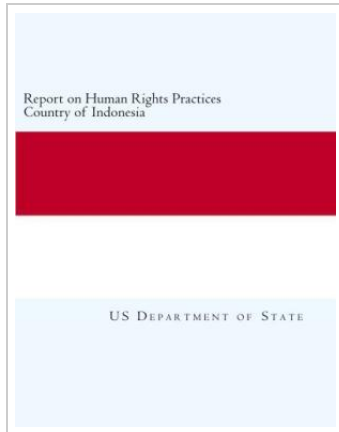 Report on Human Rights Practices
Country of Indonesia
US DEPARTMENT OF STATE